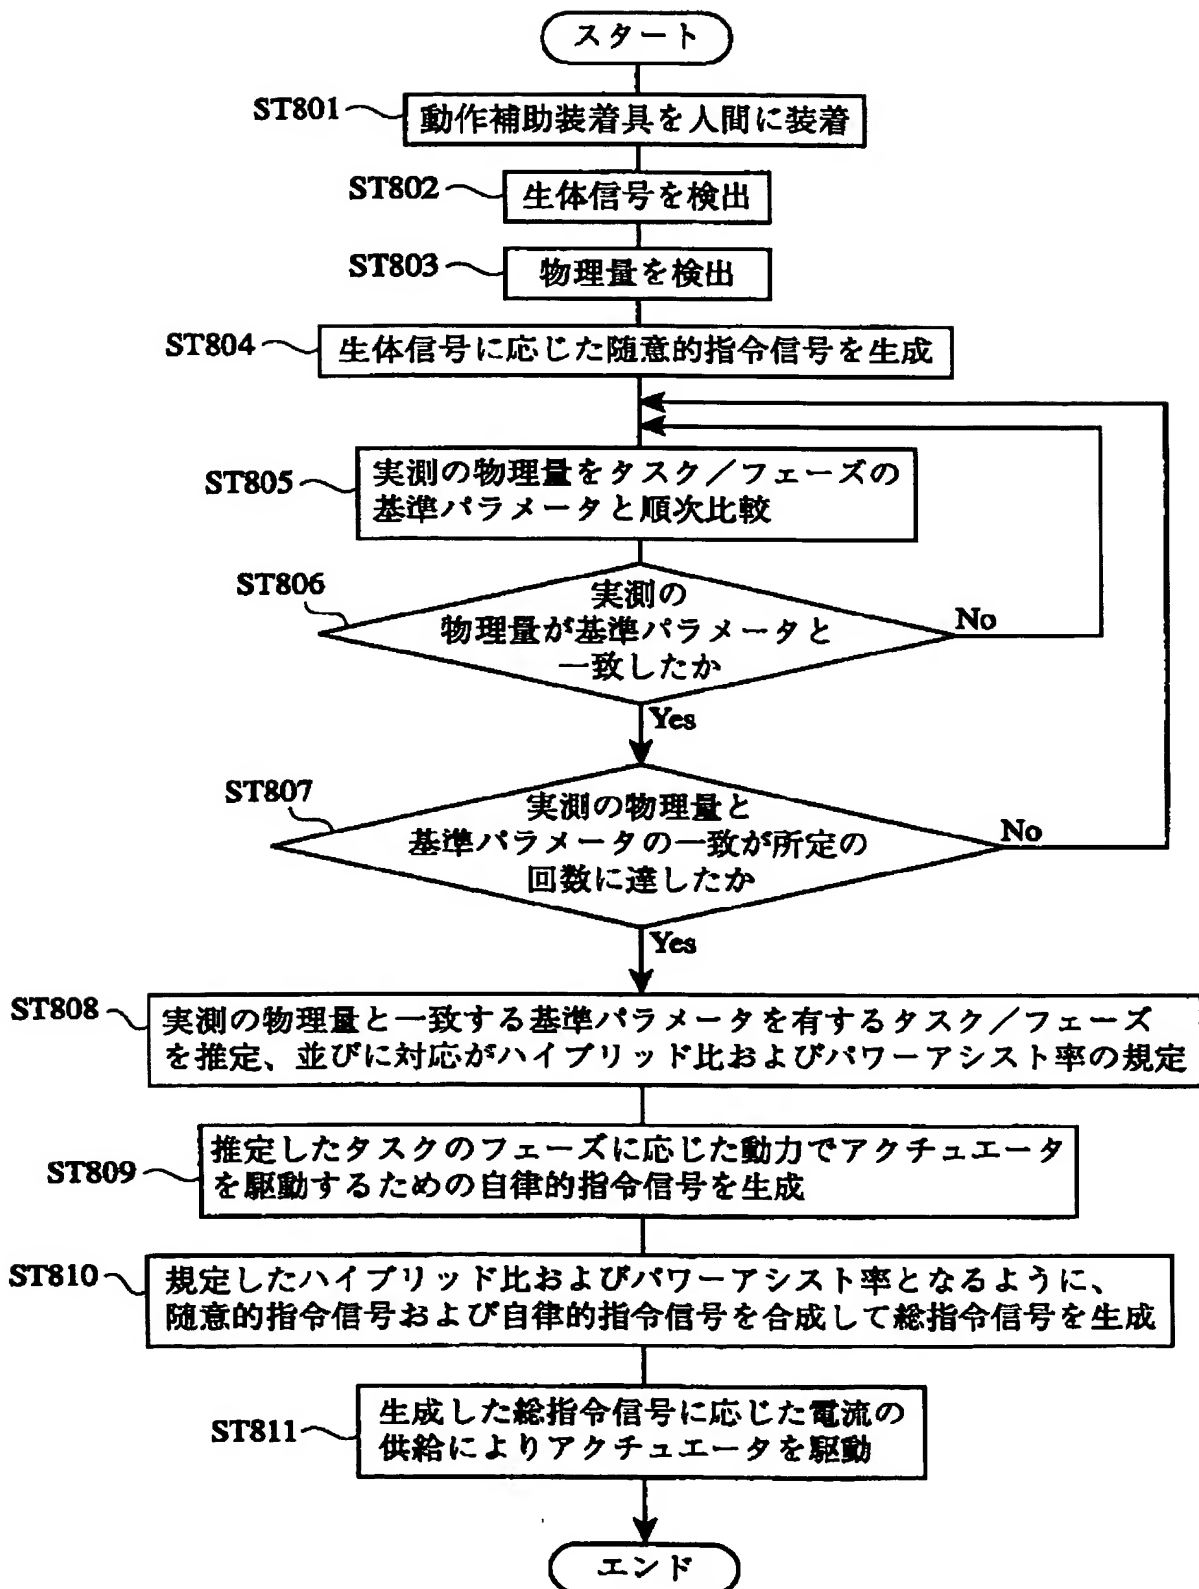 スタート
ST801
動作補助装着具を人間に装着
ST802
生体信号を検出
ST803
物理量を検出
ST804
生体信号に応じた随意的指令信号を生成
ST805
実測の物理量をタスク／フェーズの
基準パラメータと順次比較
ST806
実測の
物理量が基準パラメータと
一致したか
No
Yes
ST807
実測の物理量と
基準パラメータの一致が所定の
回数に達したか
No
Yes
ST808
実測の物理量と一致する基準パラメータを有するタスク／フェーズ
を推定、並びに対応がハイブリッド比およびパワーアシスト率の規定
ST809
推定したタスクのフェーズに応じた動力でアクチュエータ
を駆動するための自律的指令信号を生成
ST810
規定したハイブリッド比およびパワーアシスト率となるように、
随意的指令信号および自律的指令信号を合成して総指令信号を生成
ST811
生成した総指令信号に応じた電流の
供給によりアクチュエータを駆動
エンド